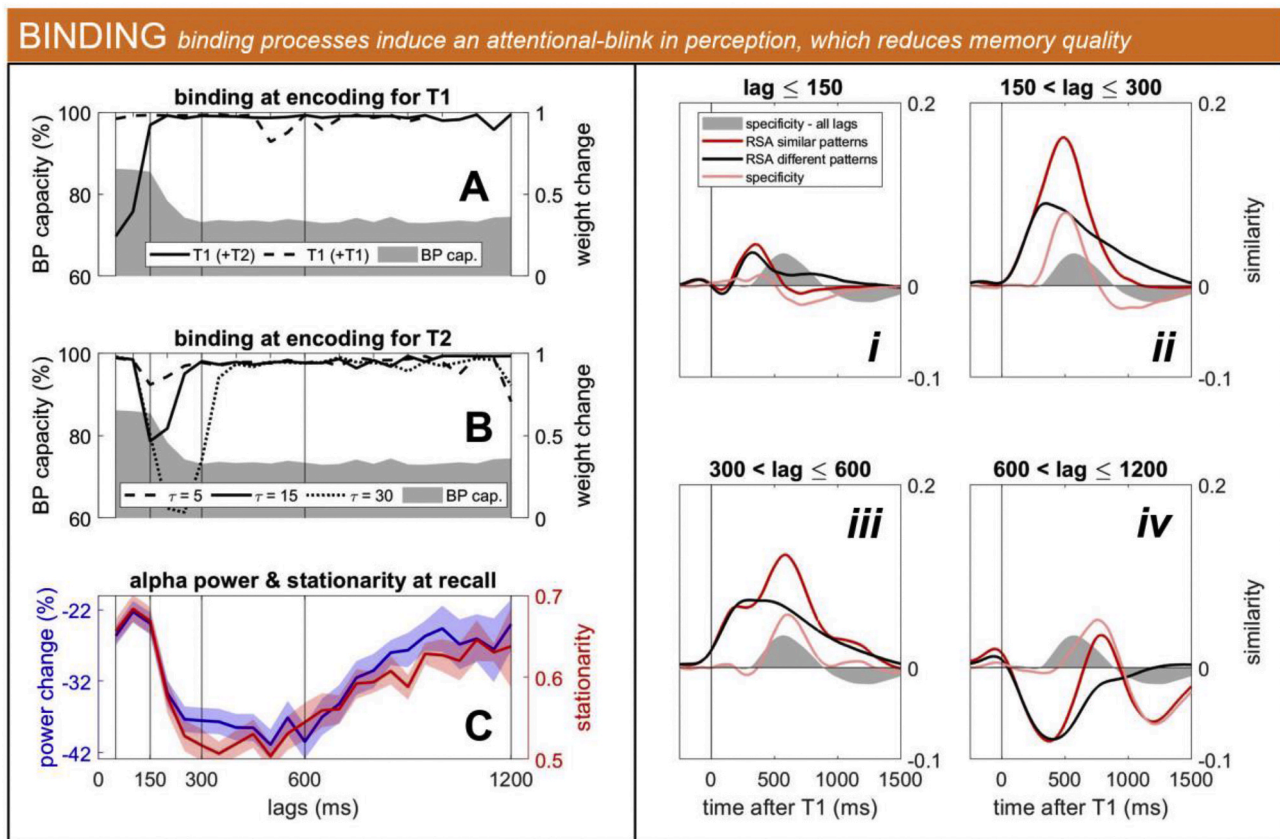 BINDING binding processes induce an attentional-blink in perception, which reduces memory quality
binding at encoding for T1
100
80
60
BP capacity (%)
1
0.5
0
weight change
A
T1 (+T2) T1 (+T1) BP cap.
binding at encoding for T2
100
80
60
BP capacity (%)
1
0.5
0
weight change
B
τ = 5 τ = 15 τ = 30 BP cap.
alpha power & stationarity at recall
-22
-32
-42
power change (%)
0.7
0.6
0.5
stationarity
C
0 150 300 600 1200
lags (ms)
lag ≤ 150
0.2
0
-0.1
specificity - all lags
RSA similar patterns
RSA different patterns
specificity
i
150 < lag ≤ 300
0.2
0
-0.1
similarity
ii
300 < lag ≤ 600
0.2
0
-0.1
iii
0 500 1000 1500
time after T1 (ms)
600 < lag ≤ 1200
0.2
0
-0.1
similarity
iv
0 500 1000 1500
time after T1 (ms)